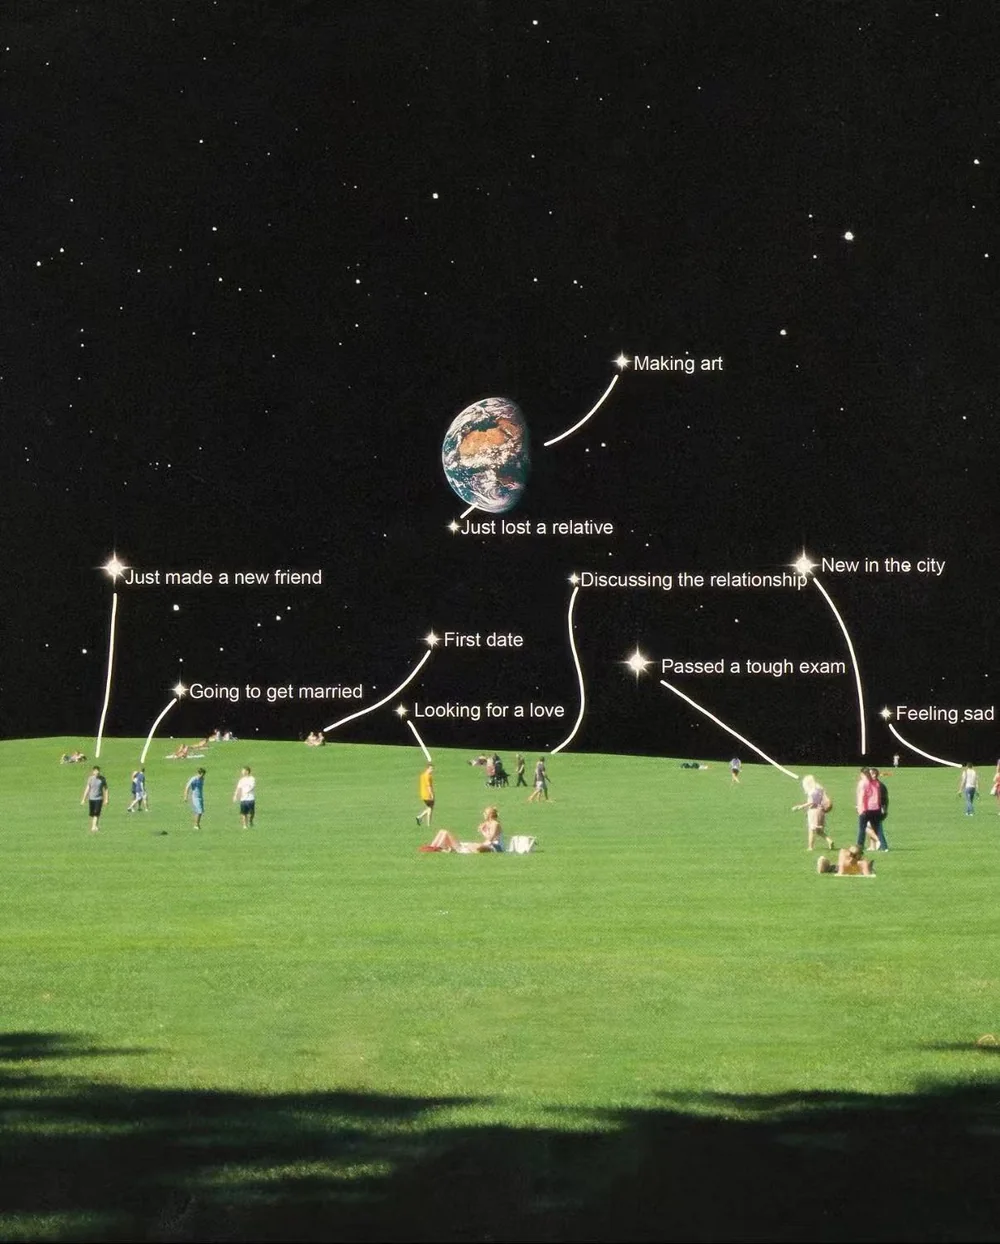 Making art
Just lost a relative
New in the city
Just made a new friend
Discussing the relationship
First date
Passed a tough exam
Going to get married
Looking for a love
Feeling sad